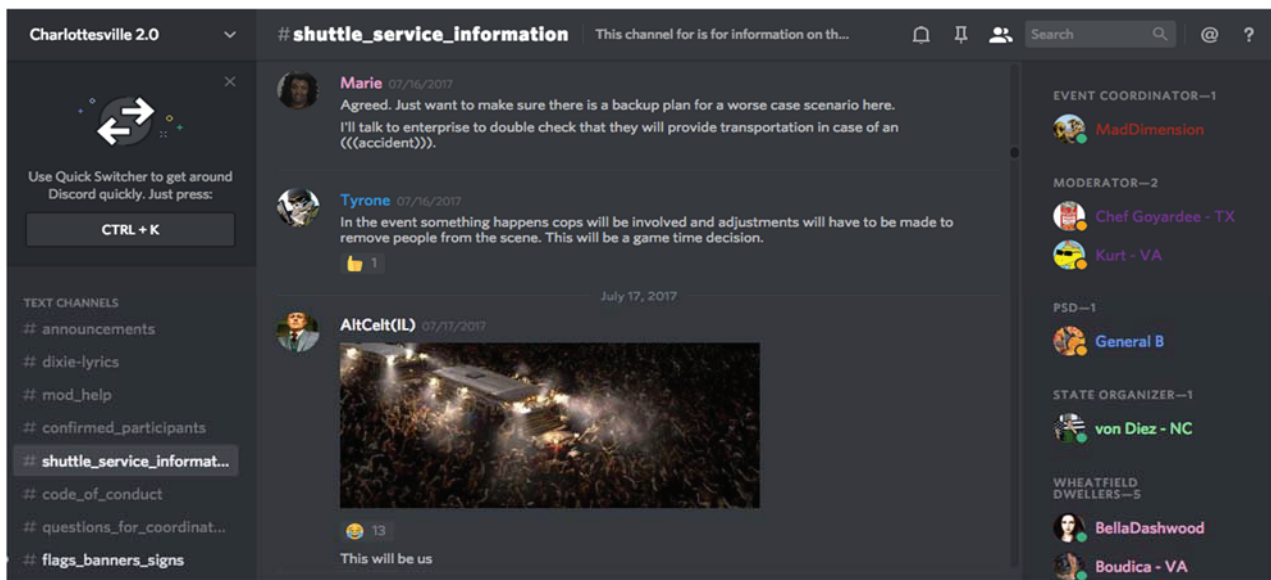 Charlottesville 2.0
#shuttle_service_information
This channel for is for information on th...
Search
@
?
Use Quick Switcher to get around
Discord quickly. Just press:
CTRL + K
TEXT CHANNELS
# announcements
# dixie-lyrics
# mod_help
# confirmed_participants
# shuttle_service_informat...
# code_of_conduct
# questions_for_coordinat...
# flags_banners_signs
Marie 07/16/2017
Agreed. Just want to make sure there is a backup plan for a worse case scenario here.
I'll talk to enterprise to double check that they will provide transportation in case of an
(((accident))).
Tyrone 07/16/2017
In the event something happens cops will be involved and adjustments will have to be made to
remove people from the scene. This will be a game time decision.
1
July 17, 2017
AltCelt(IL) 07/17/2017
13
This will be us
EVENT COORDINATOR—1
MadDimension
MODERATOR—2
Chef Goyardee - TX
Kurt - VA
PSD—1
General B
STATE ORGANIZER—1
von Diez - NC
WHEATFIELD
DWELLERS—5
BellaDashwood
Boudica - VA